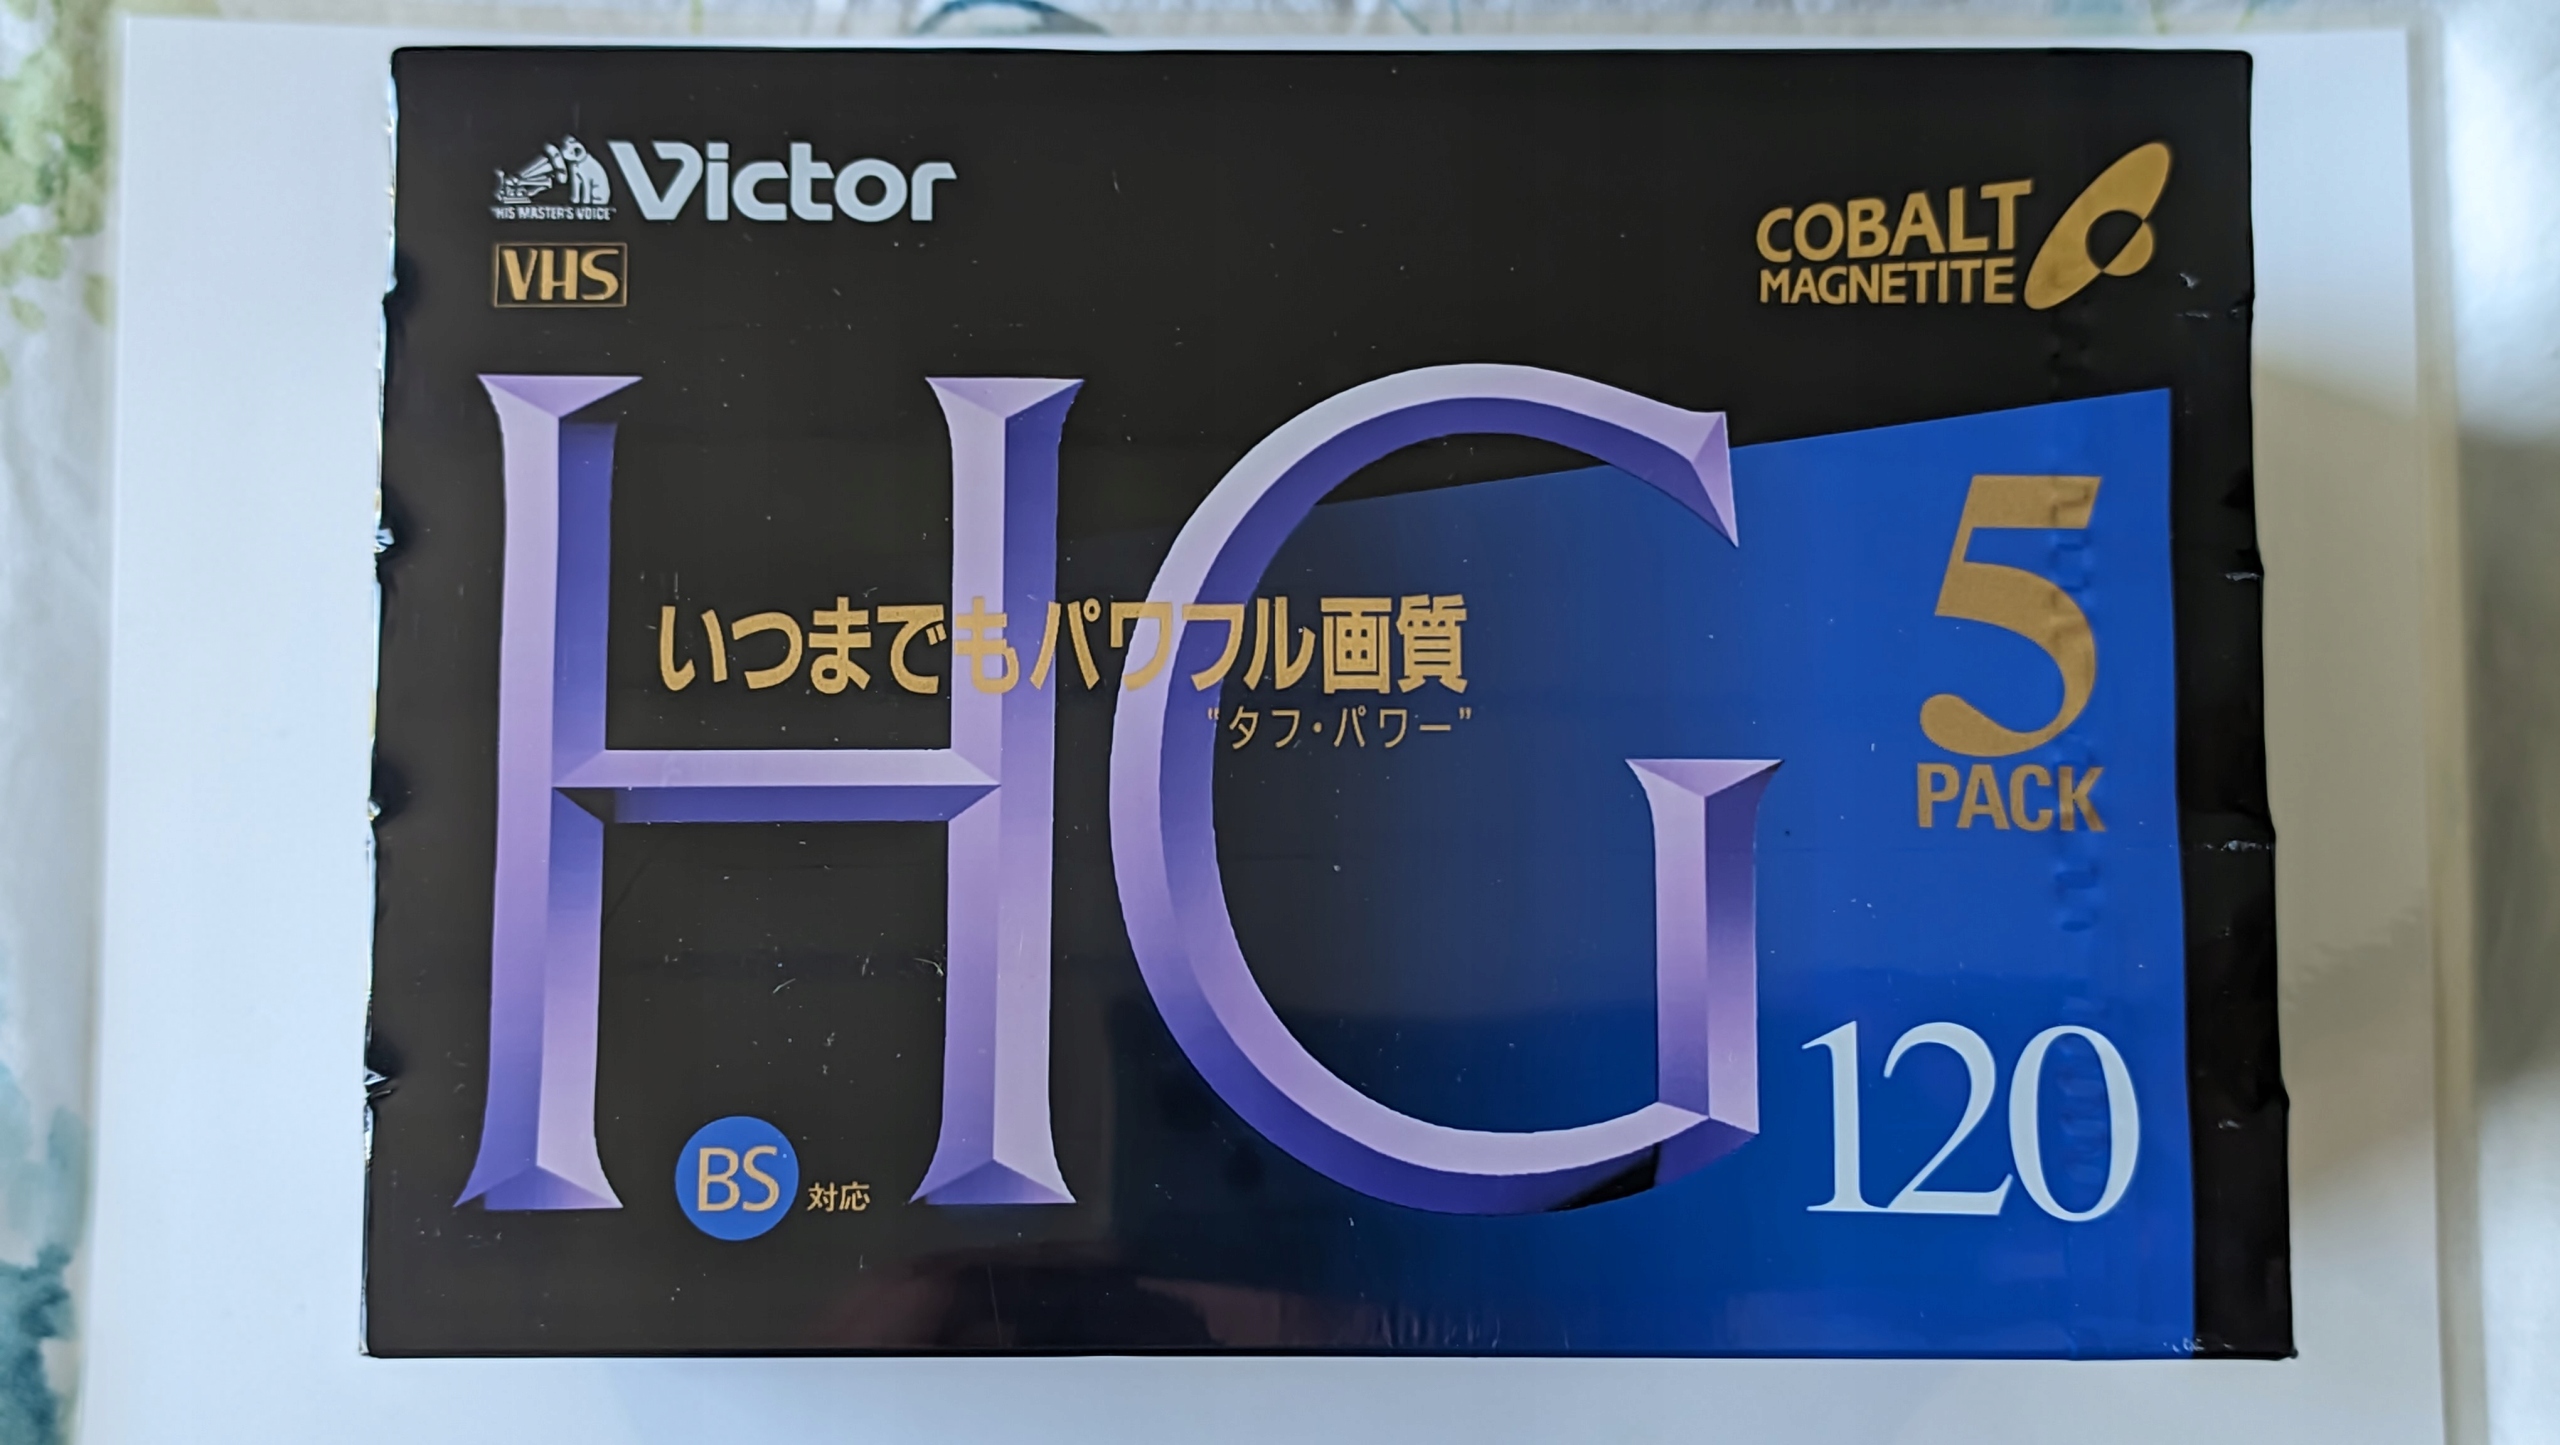 Victor
"HIS MASTER'S VOICE"
VHS
COBALT
MAGNETITE
HG
いつまでもパワフル画質
“タフ・パワー”
5
PACK
BS 対応
120